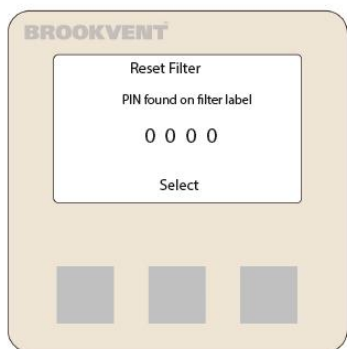 BROOKVENT
Reset Filter
PIN found on filter label
0 0 0 0
Select